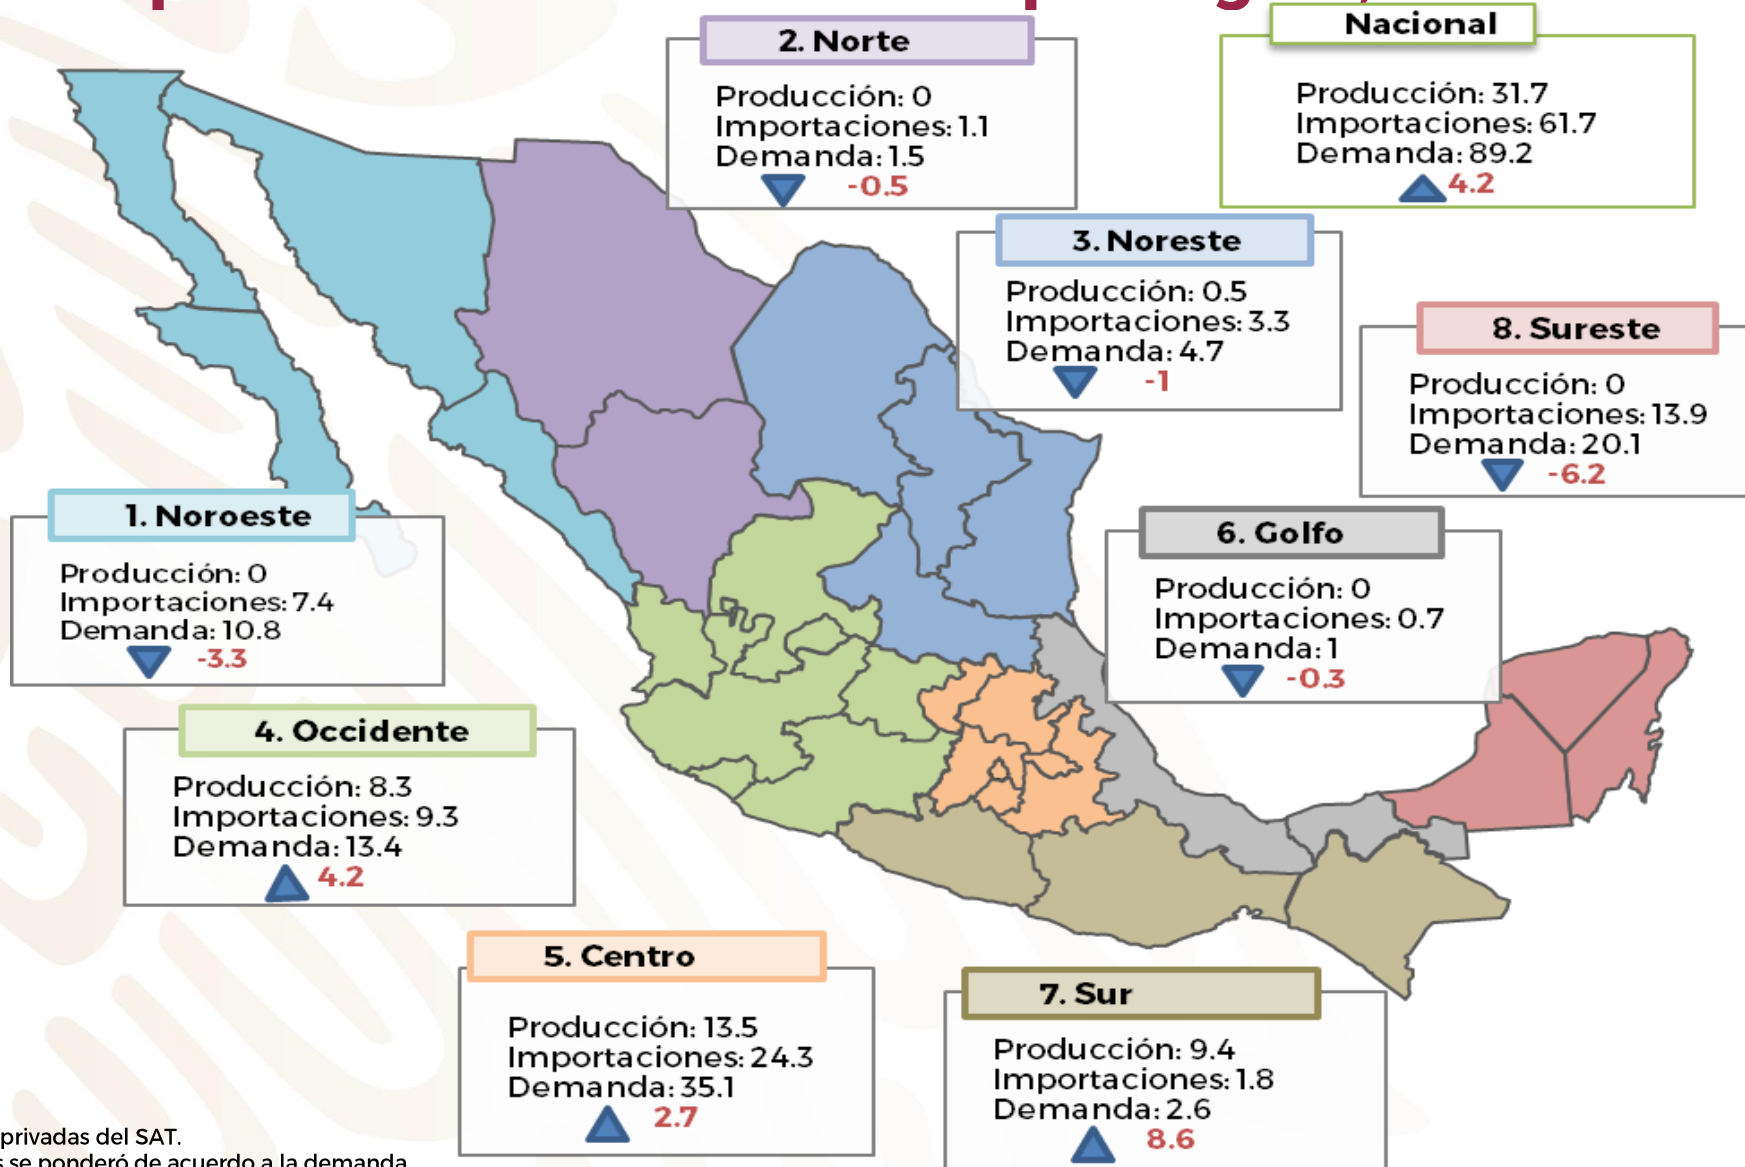 2. Norte
Producción: 0
Importaciones: 1.1
Demanda: 1.5
-0.5
Nacional
Producción: 31.7
Importaciones: 61.7
Demanda: 89.2
4.2
3. Noreste
Producción: 0.5
Importaciones: 3.3
Demanda: 4.7
-1
8. Sureste
Producción: 0
Importaciones: 13.9
Demanda: 20.1
-6.2
1. Noroeste
Producción: 0
Importaciones: 7.4
Demanda: 10.8
-3.3
6. Golfo
Producción: 0
Importaciones: 0.7
Demanda: 1
-0.3
4. Occidente
Producción: 8.3
Importaciones: 9.3
Demanda: 13.4
4.2
5. Centro
Producción: 13.5
Importaciones: 24.3
Demanda: 35.1
2.7
7. Sur
Producción: 9.4
Importaciones: 1.8
Demanda: 2.6
8.6
privadas del SAT.
se ponderó de acuerdo a la demanda